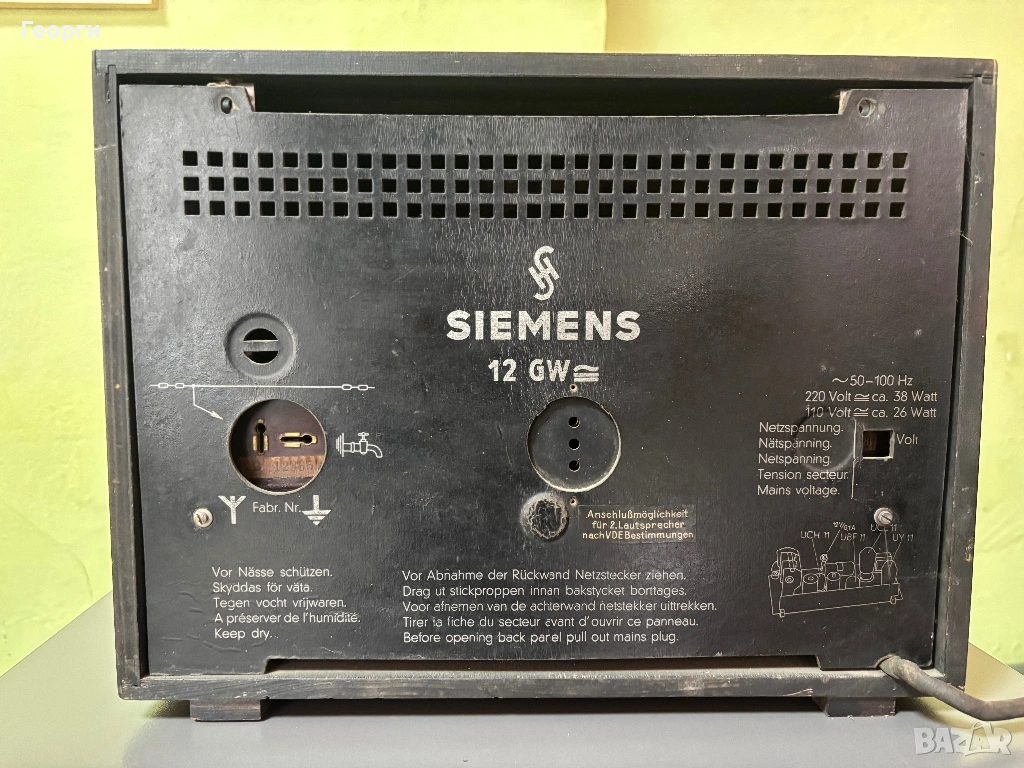 Георги
SIEMENS
12 GW≅
~50-100 Hz
220 Volt ≅ ca. 38 Watt
110 Volt ≅ ca. 26 Watt
Netzspannung.
Nätspänning.
Netspanning.
Tension secteur.
Mains voltage.
Volt
Fabr. Nr.
Anschlußmöglichkeit
für 2. Lautsprecher
nach VDE Bestimmungen
UCH 11
UBF 11
UCL 11
UY 11
Vor Nässe schützen.
Skyddas för väta.
Tegen vocht vrijwaren.
A préserver de l'humidité.
Keep dry.
Vor Abnahme der Rückwand Netzstecker ziehen.
Drag ut stickproppen innan bakstycket borttages.
Voor afnemen van de achterwand netstekker uittrekken.
Tirer la fiche du secteur avant d'ouvrir ce panneau.
Before opening back panel pull out mains plug.
BAZAR